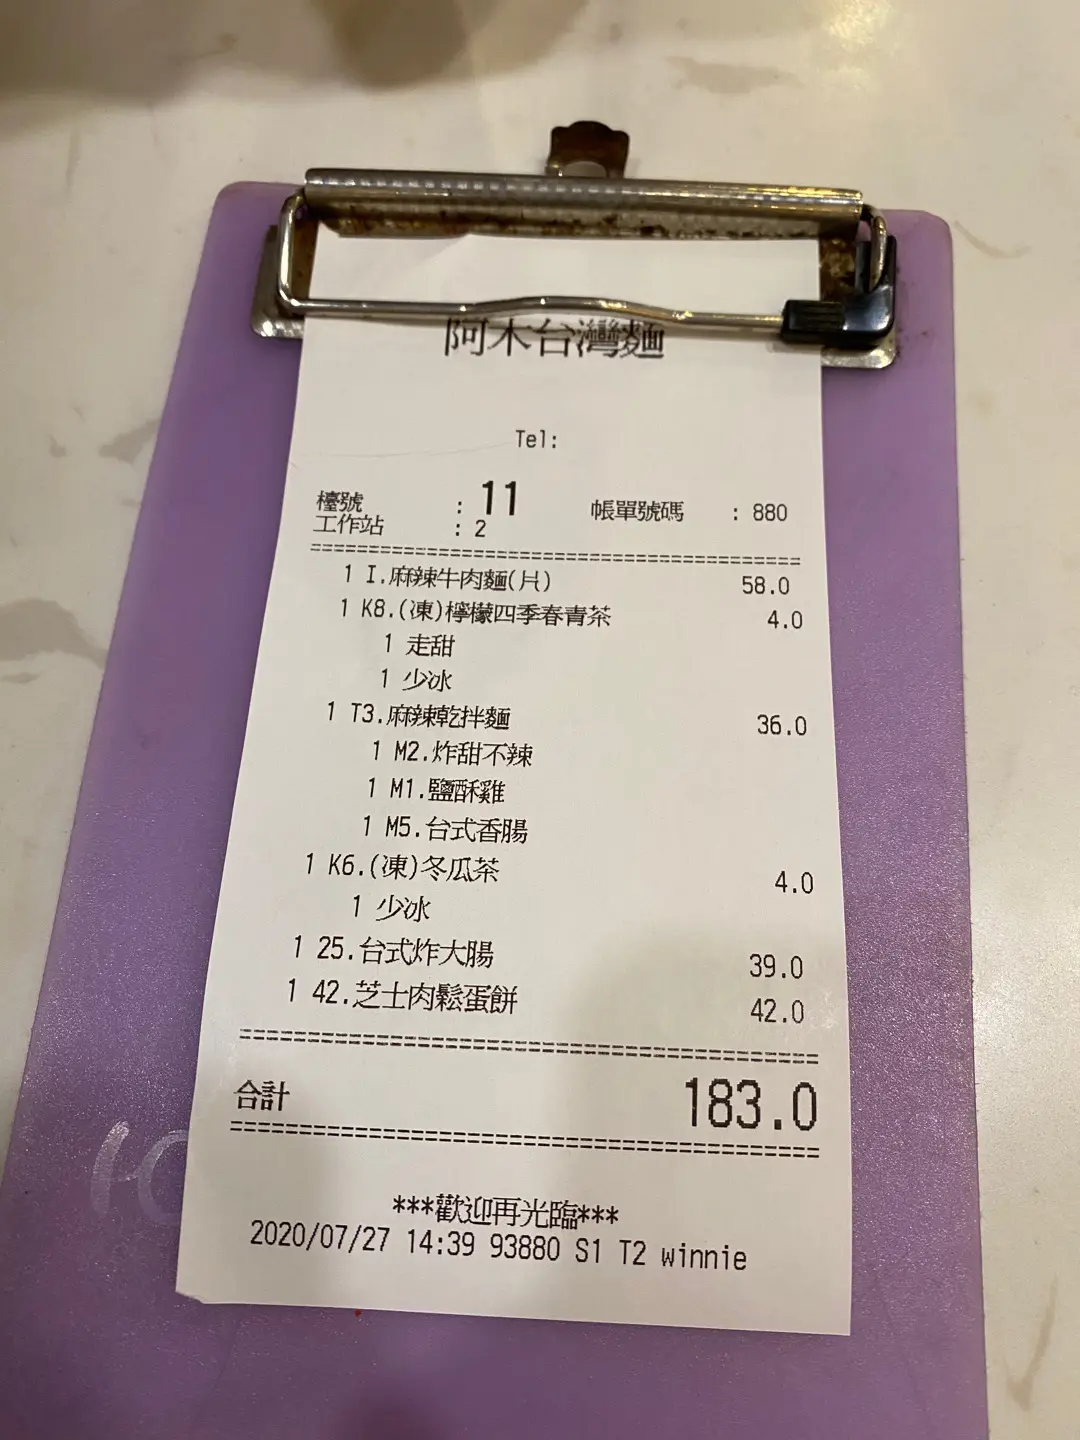 阿木台灣麵
Tel:
檯號 : 11 帳單號碼 : 880
工作站 : 2
1 I.麻辣牛肉麵(片) 58.0
1 K8.(凍)檸檬四季春青茶 4.0
1 走甜
1 少冰
1 T3.麻辣乾拌麵 36.0
1 M2.炸甜不辣
1 M1.鹽酥雞
1 M5.台式香腸
1 K6.(凍)冬瓜茶 4.0
1 少冰
1 25.台式炸大腸 39.0
1 42.芝士肉鬆蛋餅 42.0
合計 183.0
***歡迎再光臨***
2020/07/27 14:39 93880 S1 T2 winnie